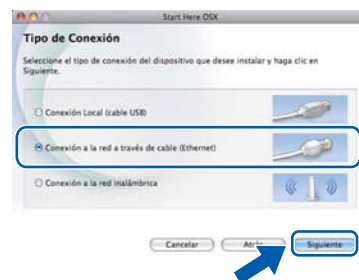 Start Here OSX
Tipo de Conexión
Seleccione el tipo de conexión del dispositivo que desee instalar y haga clic en
Siguiente.
Conexión Local (cable USB)
Conexión a la red a través de cable (Ethernet)
Conexión a la red inalámbrica
Cancelar
Atrás
Siguiente